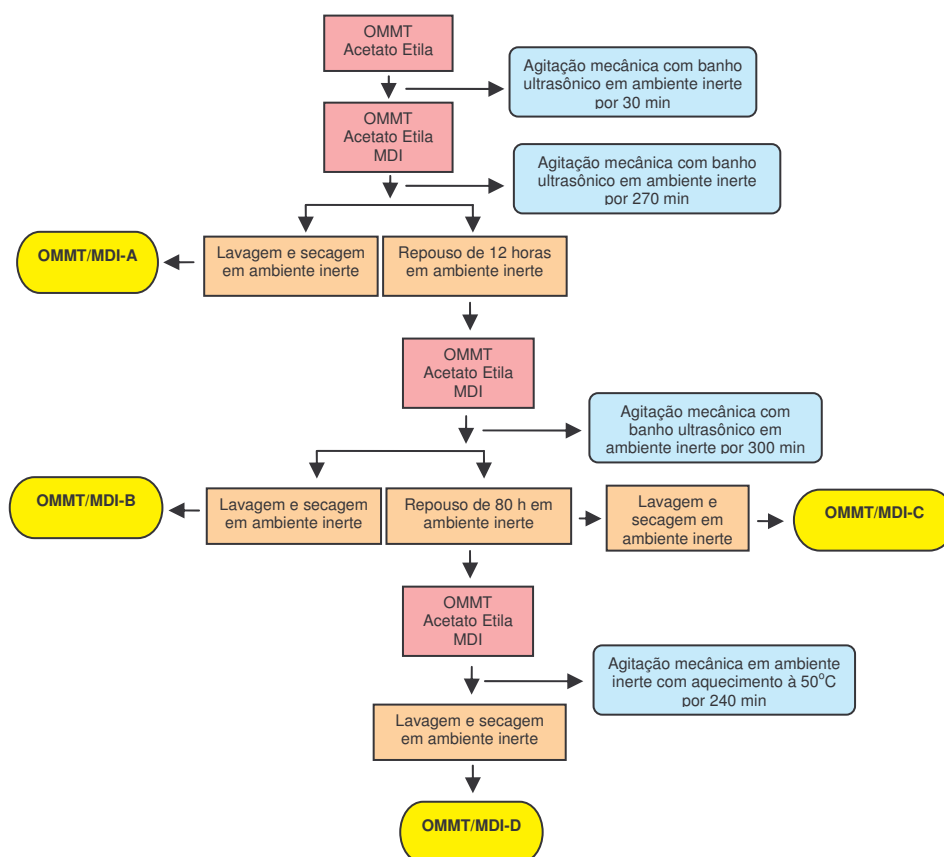 OMMT
Acetato Etila
Agitação mecânica com banho
ultrasônico em ambiente inerte
por 30 min
OMMT
Acetato Etila
MDI
Agitação mecânica com banho
ultrasônico em ambiente inerte
por 270 min
OMMT/MDI-A
Lavagem e secagem
em ambiente inerte
Repouso de 12 horas
em ambiente inerte
OMMT
Acetato Etila
MDI
Agitação mecânica com
banho ultrasônico em
ambiente inerte por 300 min
OMMT/MDI-B
Lavagem e secagem
em ambiente inerte
Repouso de 80 h em
ambiente inerte
Lavagem e
secagem em
ambiente inerte
OMMT/MDI-C
OMMT
Acetato Etila
MDI
Agitação mecânica em ambiente
inerte com aquecimento à 50°C
por 240 min
Lavagem e secagem
em ambiente inerte
OMMT/MDI-D